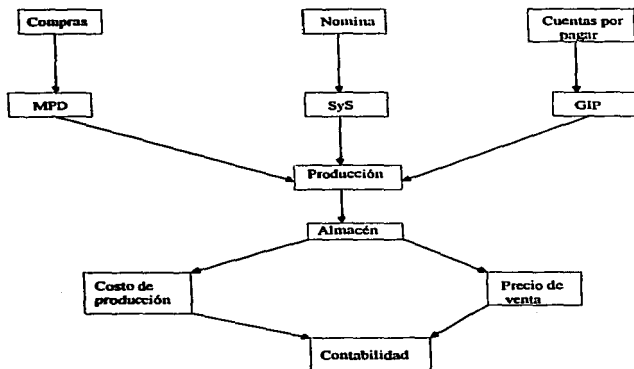 Compras
Nomina
Cuentas por
pagar
MPD
SyS
GIP
Producción
Almacén
Costo de
producción
Precio de
venta
Contabilidad